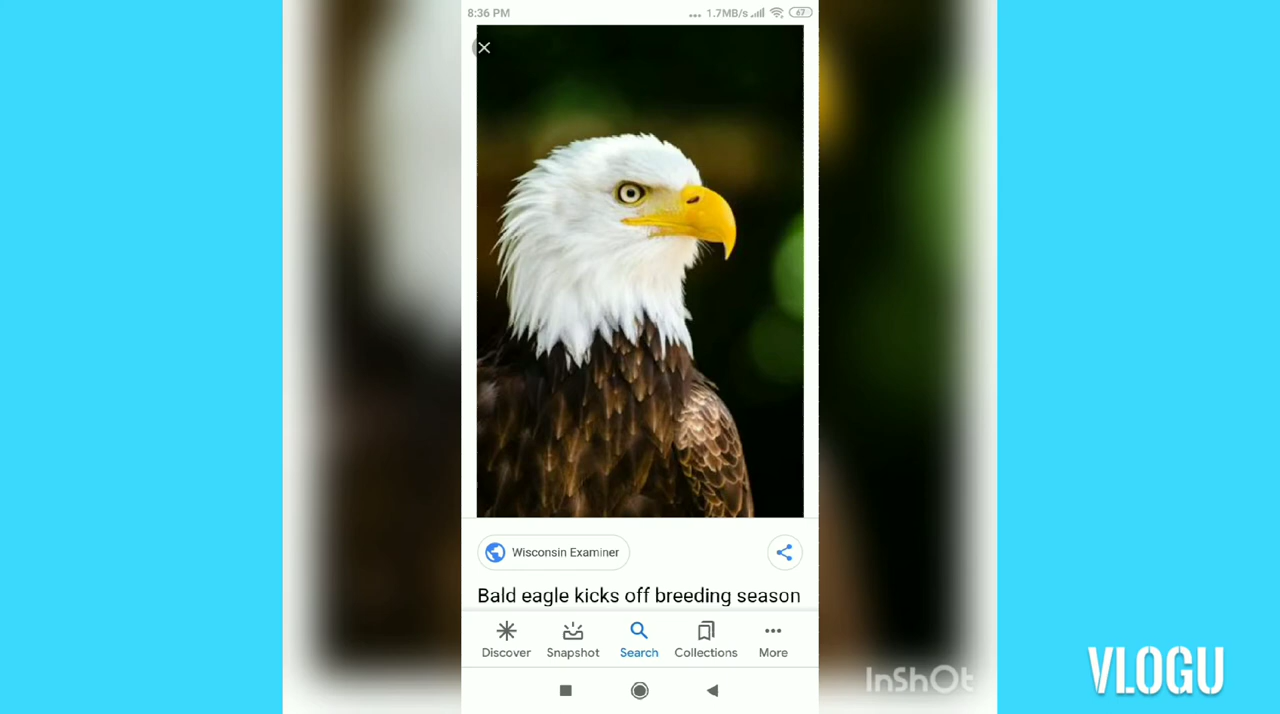 8:36 PM
... 1.7MB/s
67
Wisconsin Examiner
Bald eagle kicks off breeding season
Discover
Snapshot
Search
Collections
More
InShOt
VLOGU